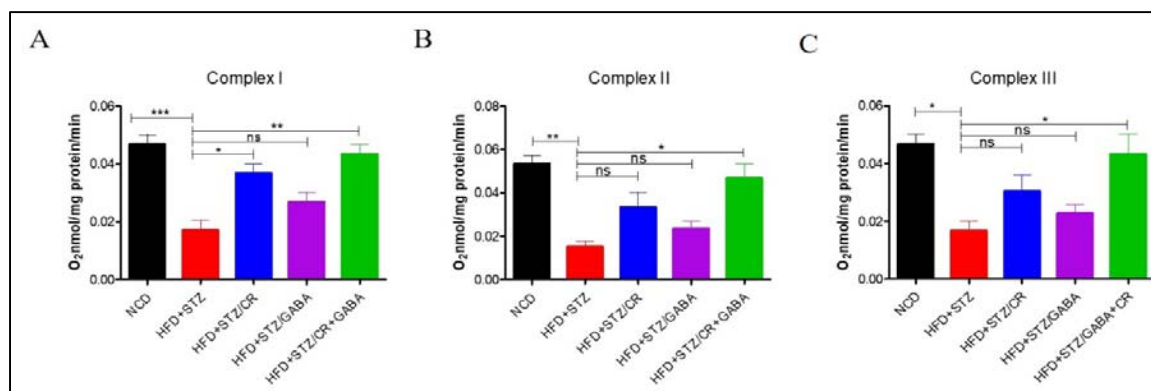 A
Complex I
O₂nmol/mg protein/min
0.06
0.04
0.02
0.00
***
**
ns
*
NCD
HFD+STZ
HFD+STZ/CR
HFD+STZ/GABA
HFD+STZ/CR+GABA
B
Complex II
O₂nmol/mg protein/min
0.08
0.06
0.04
0.02
0.00
**
*
ns
ns
NCD
HFD+STZ
HFD+STZ/CR
HFD+STZ/GABA
HFD+STZ/CR+GABA
C
Complex III
O₂nmol/mg protein/min
0.06
0.04
0.02
0.00
*
*
ns
ns
NCD
HFD+STZ
HFD+STZ/CR
HFD+STZ/GABA
HFD+STZ/GABA+CR